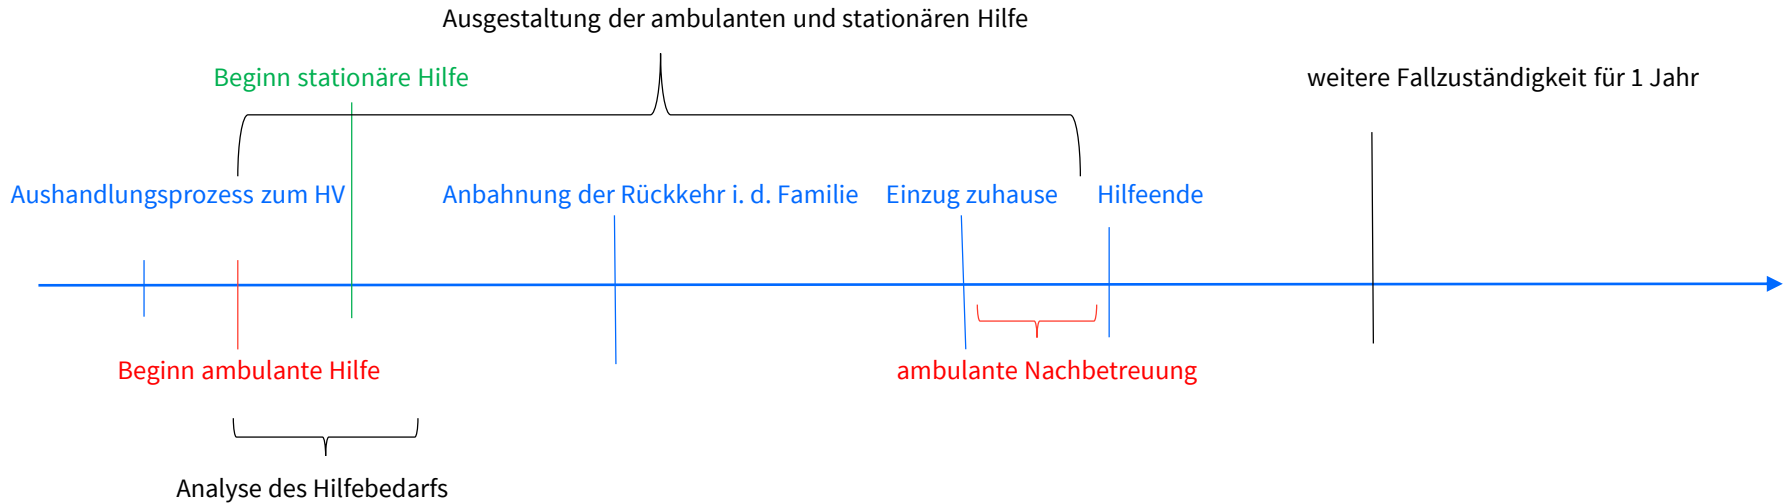 Ausgestaltung der ambulanten und stationären Hilfe
Beginn stationäre Hilfe
weitere Fallzuständigkeit für 1 Jahr
Aushandlungsprozess zum HV
Anbahnung der Rückkehr i. d. Familie
Einzug zuhause
Hilfeende
Beginn ambulante Hilfe
ambulante Nachbetreuung
Analyse des Hilfebedarfs